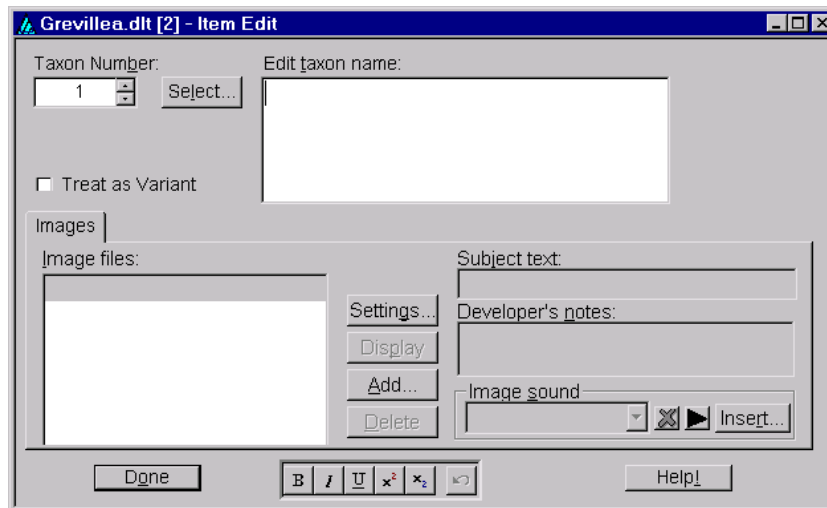 Grevillea.dlt [2] - Item Edit
Taxon Number: Edit taxon name:
1 Select...
Treat as Variant
Images
Image files: Subject text:
Settings... Developer's notes:
Display
Add... Image sound
Delete Insert...
Done B I U x² x₂ Help!